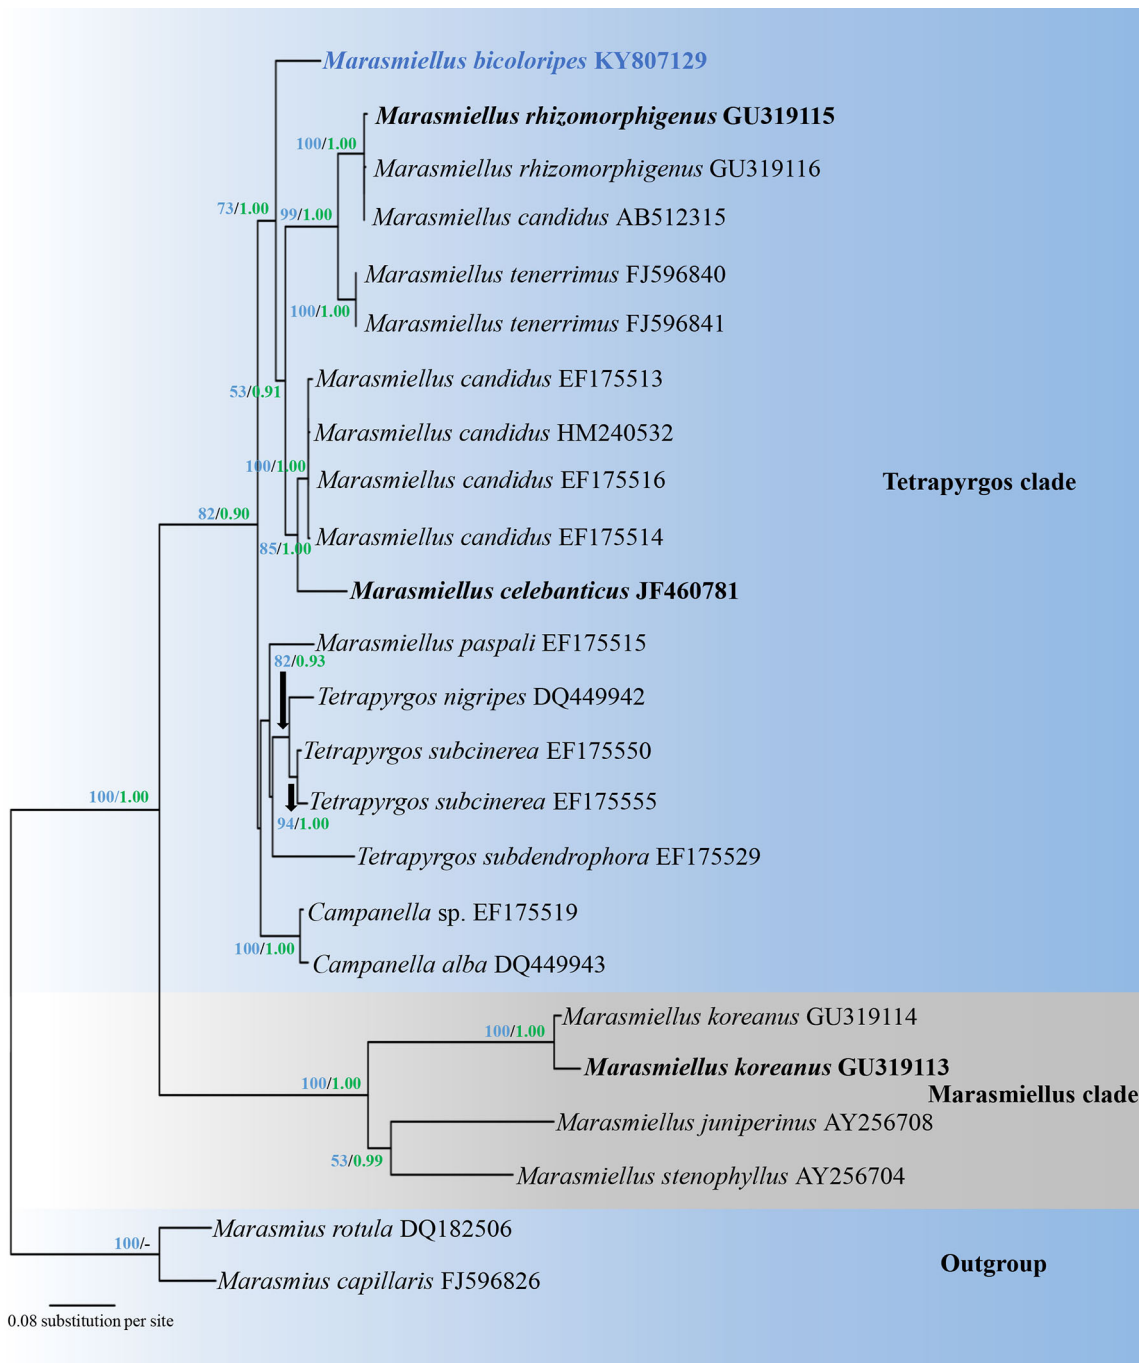 Marasmiellus bicoloripes KY807129
Marasmiellus rhizomorphigenus GU319115
100/1.00
Marasmiellus rhizomorphigenus GU319116
73/1.00
99/1.00
Marasmiellus candidus AB512315
Marasmiellus tenerrimus FJ596840
100/1.00
Marasmiellus tenerrimus FJ596841
Marasmiellus candidus EF175513
53/0.91
Marasmiellus candidus HM240532
100/1.00
Marasmiellus candidus EF175516
Tetrapyrgos clade
82/0.90
Marasmiellus candidus EF175514
85/1.00
Marasmiellus celebanticus JF460781
Marasmiellus paspali EF175515
82/0.93
Tetrapyrgos nigripes DQ449942
Tetrapyrgos subcinerea EF175550
100/1.00
Tetrapyrgos subcinerea EF175555
94/1.00
Tetrapyrgos subdendrophora EF175529
Campanella sp. EF175519
100/1.00
Campanella alba DQ449943
Marasmiellus koreanus GU319114
100/1.00
Marasmiellus koreanus GU319113
100/1.00
Marasmiellus clade
Marasmiellus juniperinus AY256708
53/0.99
Marasmiellus stenophyllus AY256704
Marasmius rotula DQ182506
100/-
Outgroup
Marasmius capillaris FJ596826
0.08 substitution per site